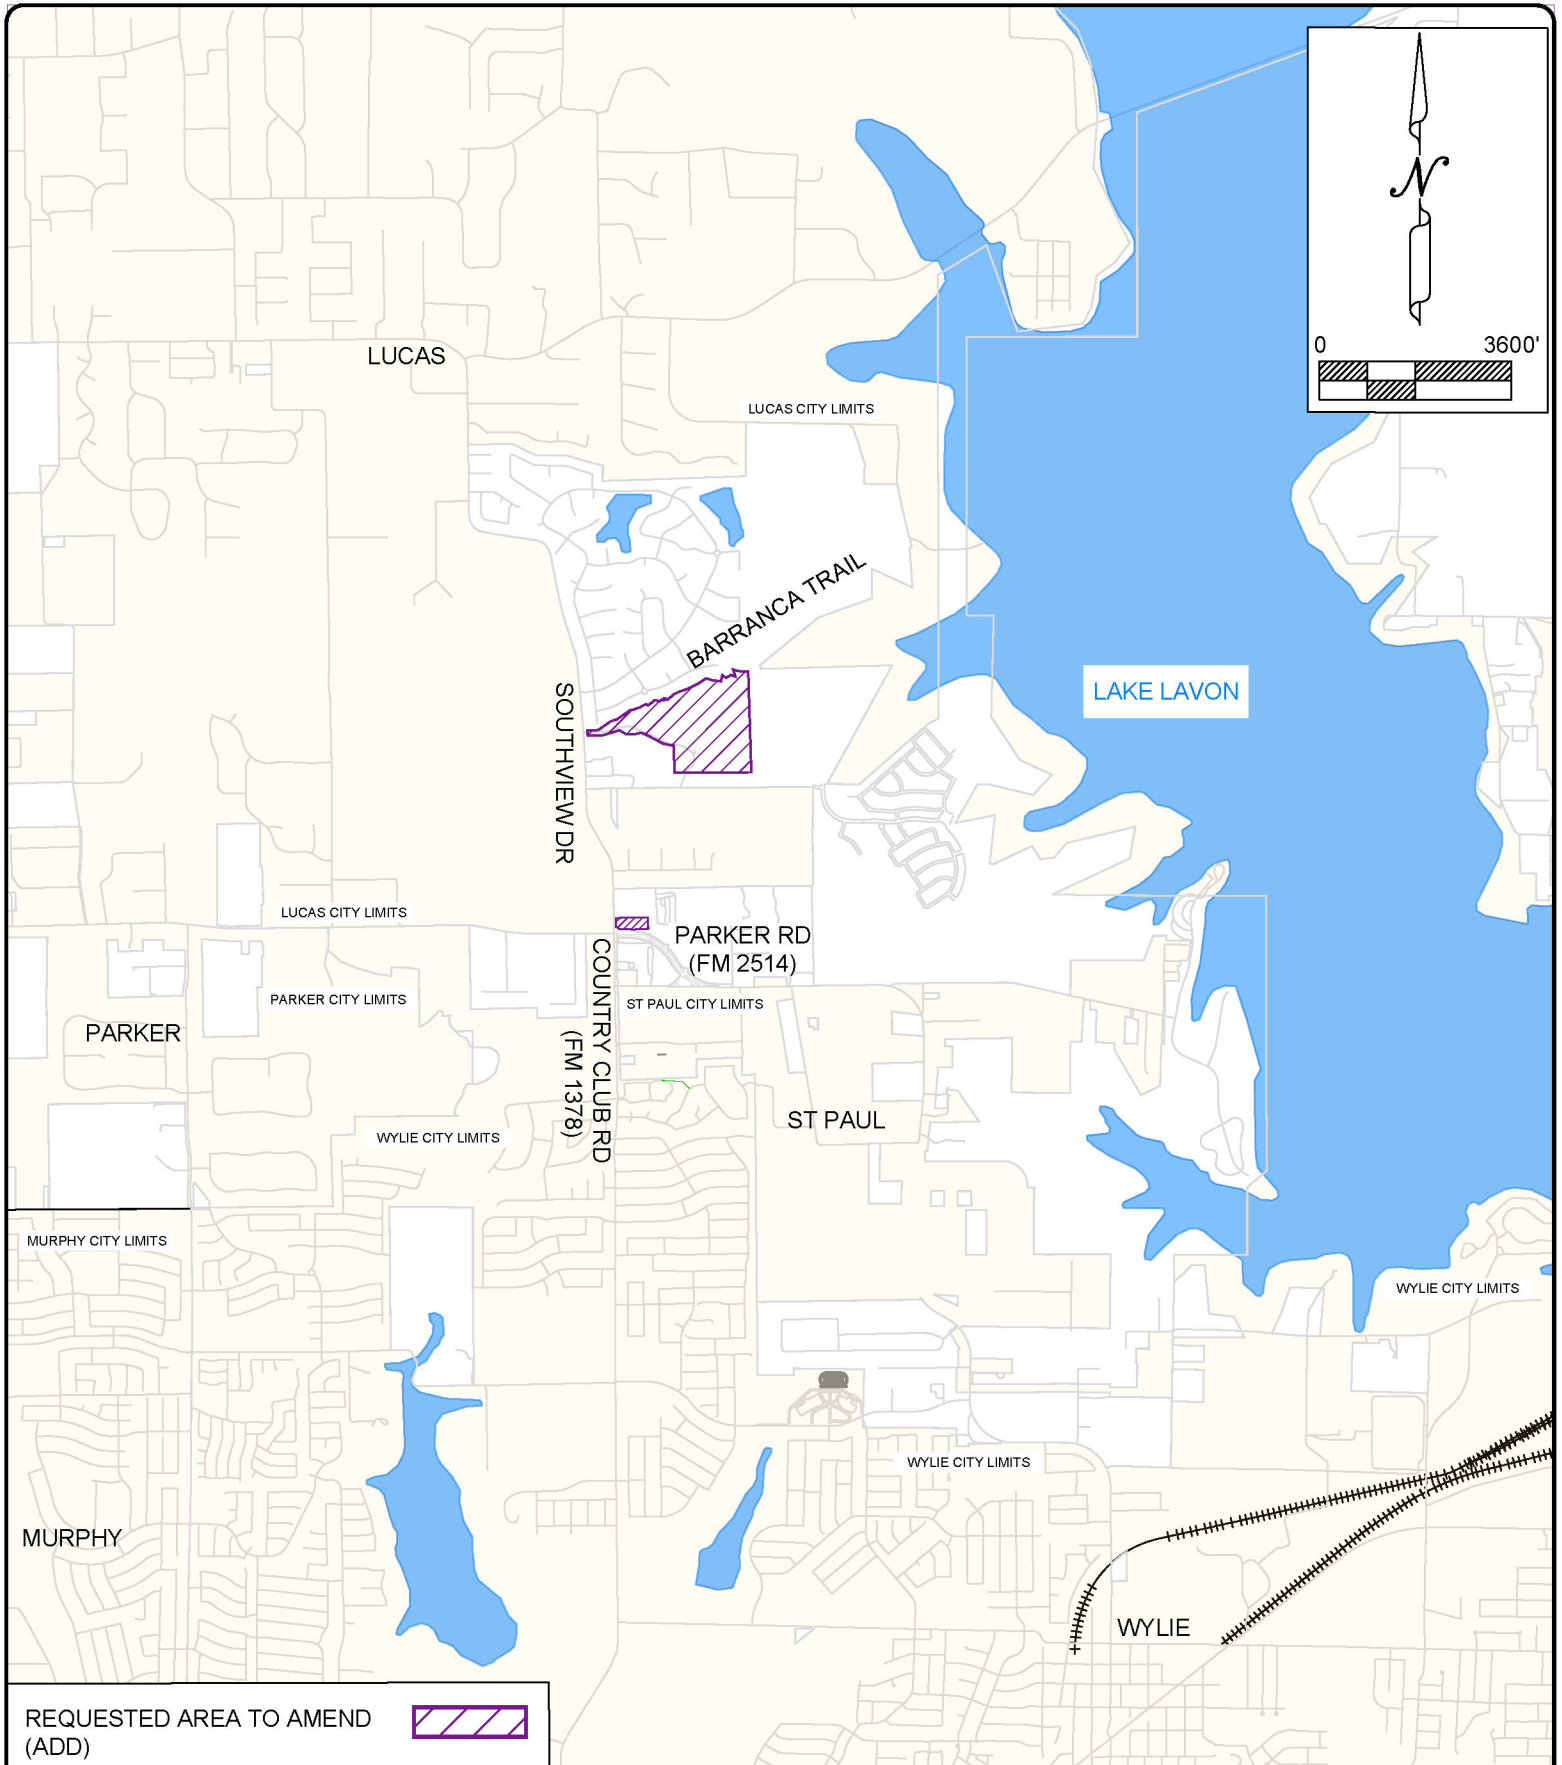 N
0 3600'
LUCAS
LUCAS CITY LIMITS
BARRANCA TRAIL
LAKE LAVON
SOUTHVIEW DR
LUCAS CITY LIMITS
PARKER RD
(FM 2514)
COUNTRY CLUB RD
(FM 1378)
PARKER CITY LIMITS
ST PAUL CITY LIMITS
PARKER
ST PAUL
WYLIE CITY LIMITS
MURPHY CITY LIMITS
WYLIE CITY LIMITS
WYLIE CITY LIMITS
MURPHY
WYLIE
REQUESTED AREA TO AMEND
(ADD)